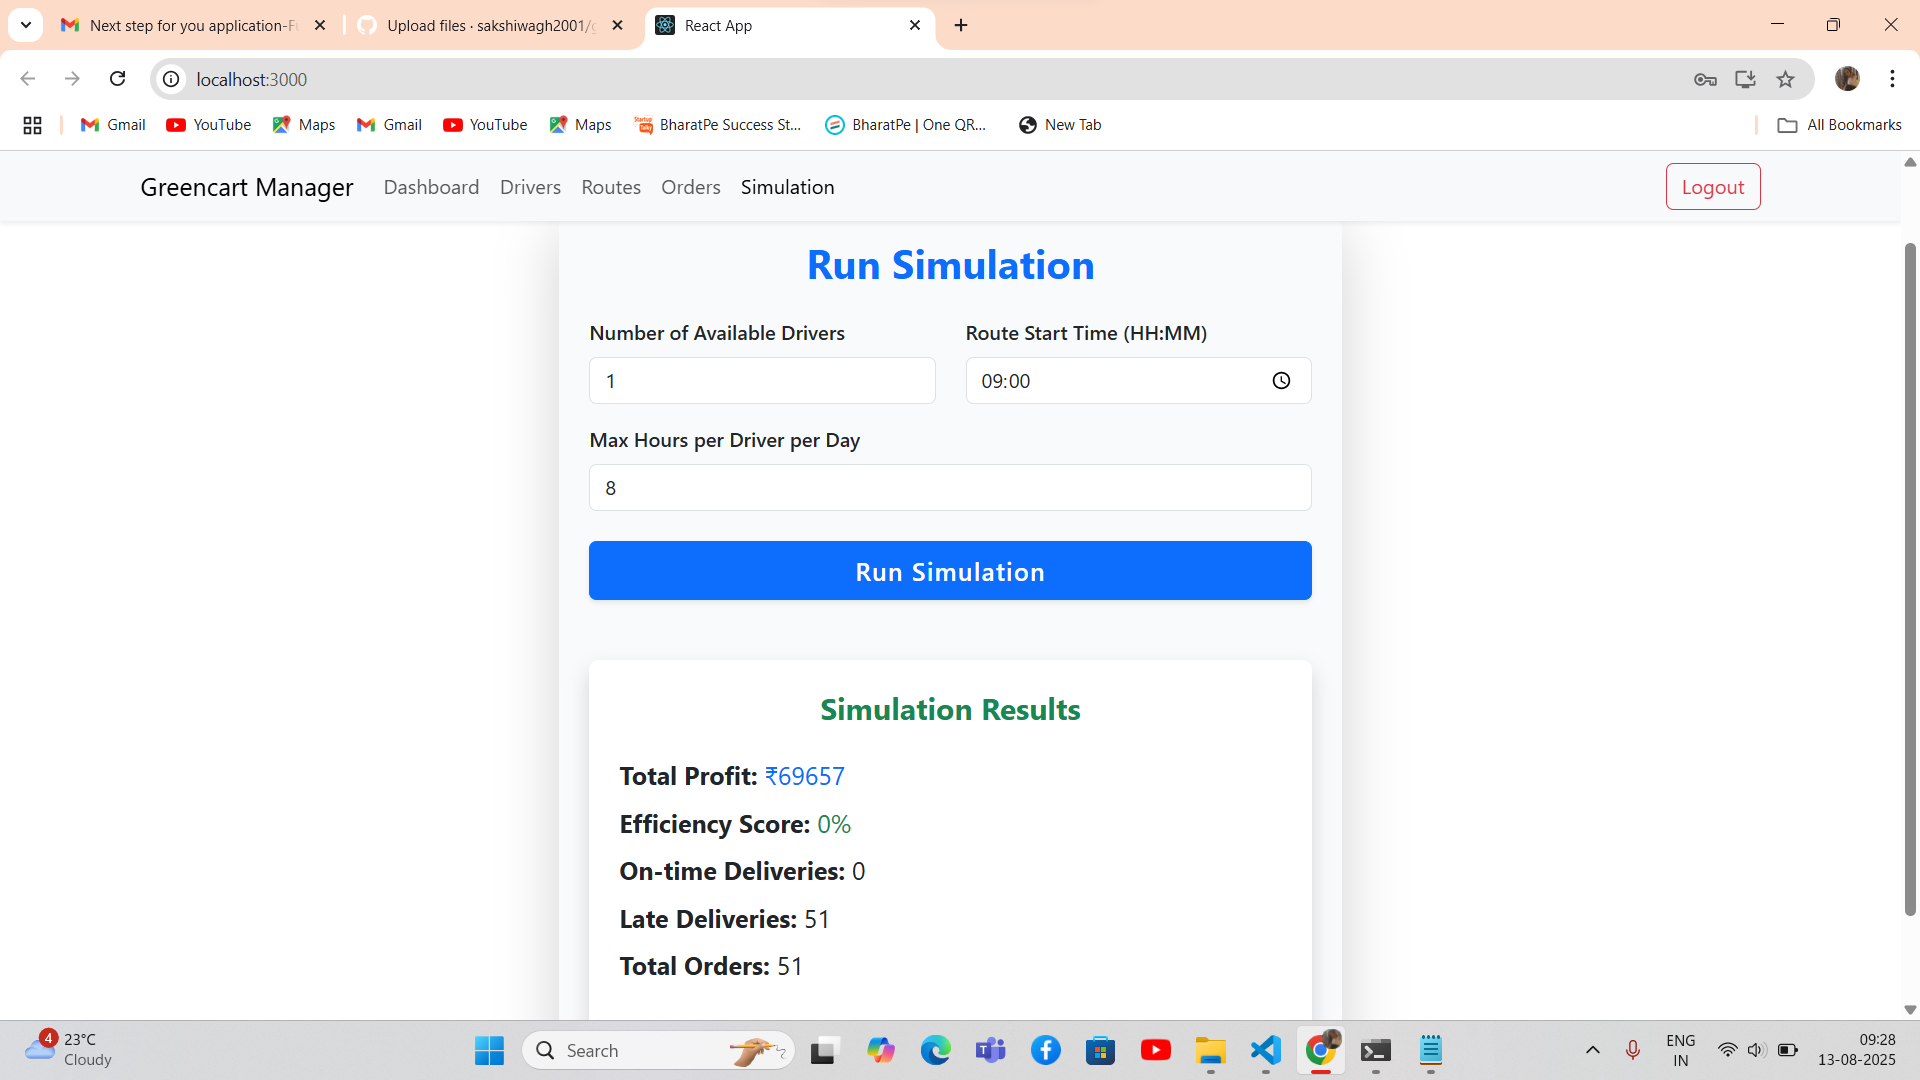 Next step for you application-Fu
Upload files · sakshiwagh2001/g
React App
localhost:3000
Gmail
YouTube
Maps
Gmail
YouTube
Maps
BharatPe Success St...
BharatPe | One QR...
New Tab
All Bookmarks
Greencart Manager
Dashboard
Drivers
Routes
Orders
Simulation
Logout
Run Simulation
Number of Available Drivers
Route Start Time (HH:MM)
1
09:00
Max Hours per Driver per Day
8
Run Simulation
Simulation Results
Total Profit: ₹69657
Efficiency Score: 0%
On-time Deliveries: 0
Late Deliveries: 51
Total Orders: 51
4
23°C
Cloudy
Search
ENG
IN
09:28
13-08-2025